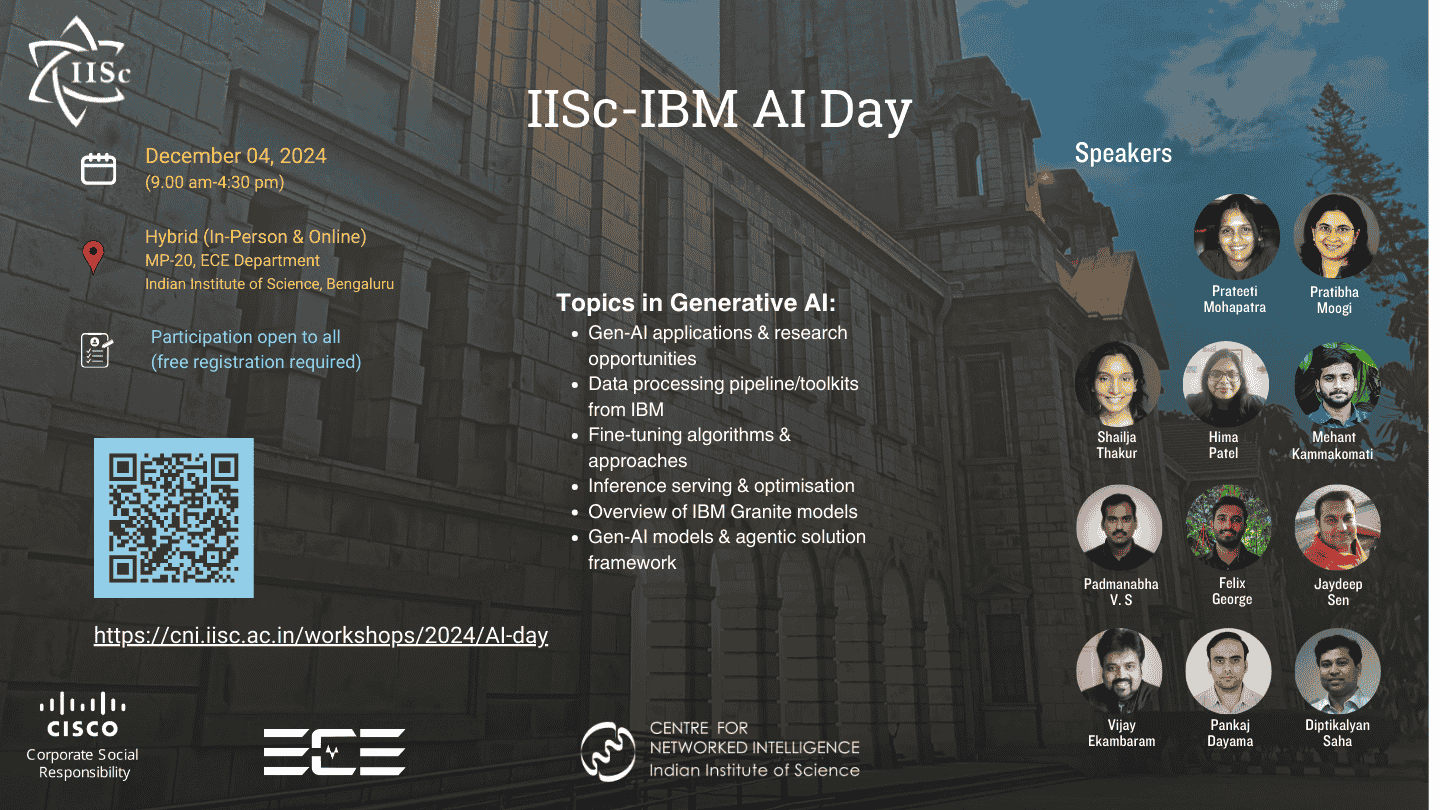 IISc
IISc-IBM AI Day
December 04, 2024
(9.00 am-4:30 pm)
Hybrid (In-Person & Online)
MP-20, ECE Department
Indian Institute of Science, Bengaluru
Participation open to all
(free registration required)
https://cni.iisc.ac.in/workshops/2024/AI-day
Topics in Generative AI:
• Gen-AI applications & research
opportunities
• Data processing pipeline/toolkits
from IBM
• Fine-tuning algorithms &
approaches
• Inference serving & optimisation
• Overview of IBM Granite models
• Gen-AI models & agentic solution
framework
Speakers
Prateeti
Mohapatra
Pratibha
Moogi
Shailja
Thakur
Hima
Patel
Mehant
Kammakomati
Padmanabha
V. S
Felix
George
Jaydeep
Sen
Vijay
Ekambaram
Pankaj
Dayama
Diptikalyan
Saha
CISCO
Corporate Social
Responsibility
ECE
CENTRE FOR
NETWORKED INTELLIGENCE
Indian Institute of Science